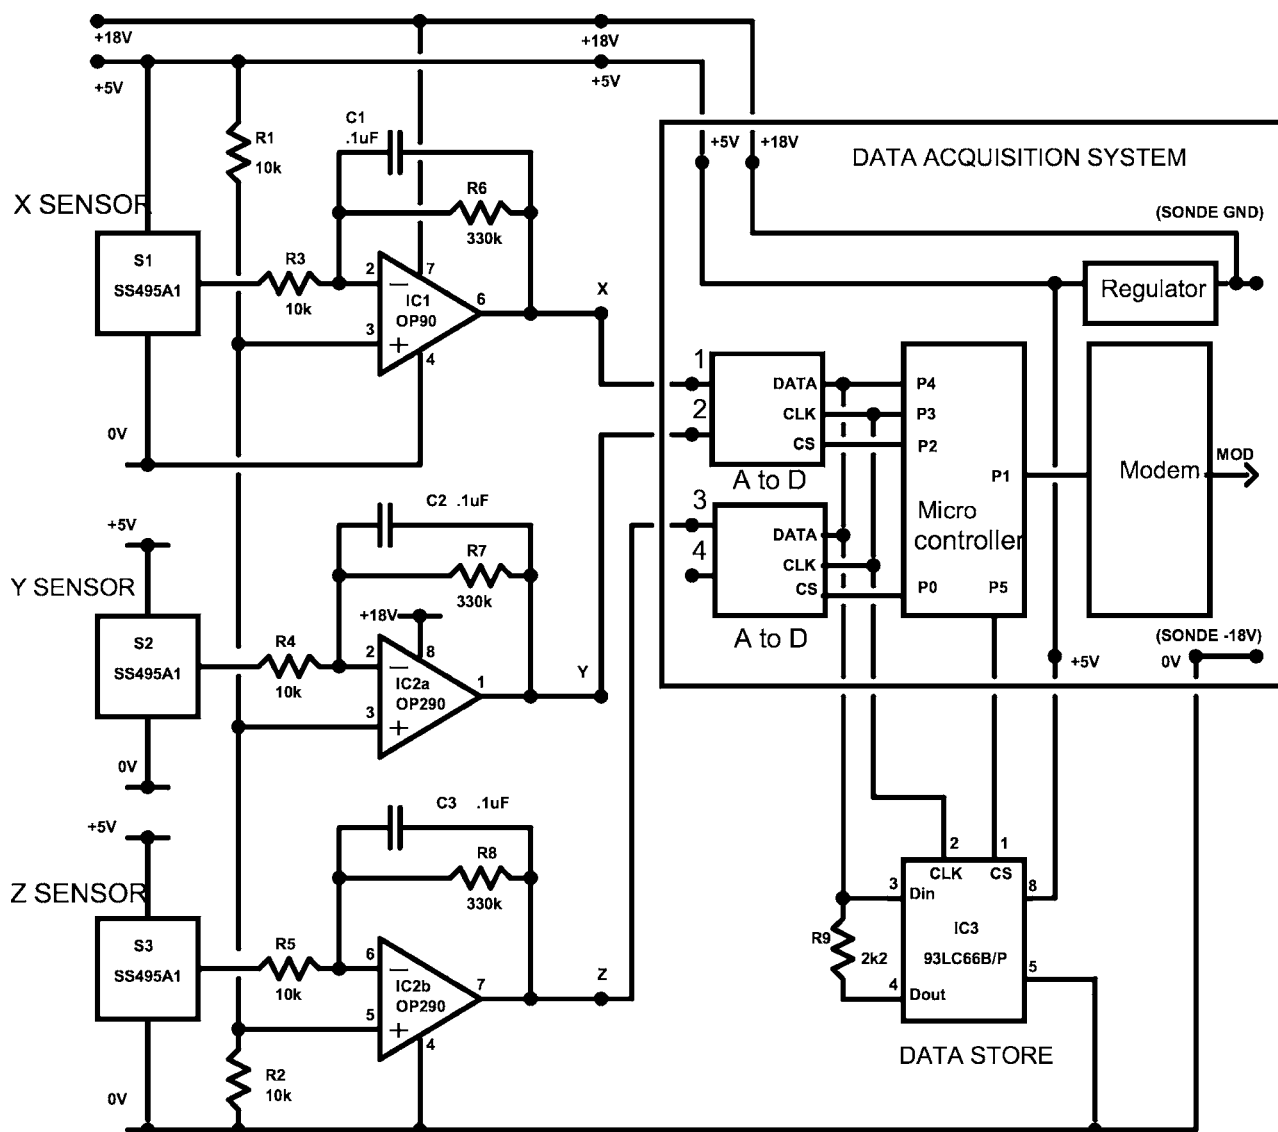 +18V
+18V
+5V
+5V
C1
.1uF
R1
10k
+5V
+18V
DATA ACQUISITION SYSTEM
R6
330k
X SENSOR
(SONDE GND)
S1
SS495A1
R3
10k
2
7
IC1
OP90
6
3
4
X
Regulator
1
DATA
P4
2
CLK
P3
CS
P2
0V
A to D
P1
Modem
MOD
C2 .1uF
3
DATA
Micro
controller
+5V
R7
330k
4
CLK
CS
P0
P5
Y SENSOR
+18V
A to D
(SONDE -18V)
0V
+5V
S2
SS495A1
R4
10k
2
8
IC2a
OP290
1
3
Y
0V
C3 .1uF
+5V
R8
330k
2
1
CLK
CS
Z SENSOR
3
Din
8
S3
SS495A1
R5
10k
6
IC2b
OP290
7
5
4
Z
R9
2k2
IC3
93LC66B/P
4
Dout
5
DATA STORE
R2
10k
0V